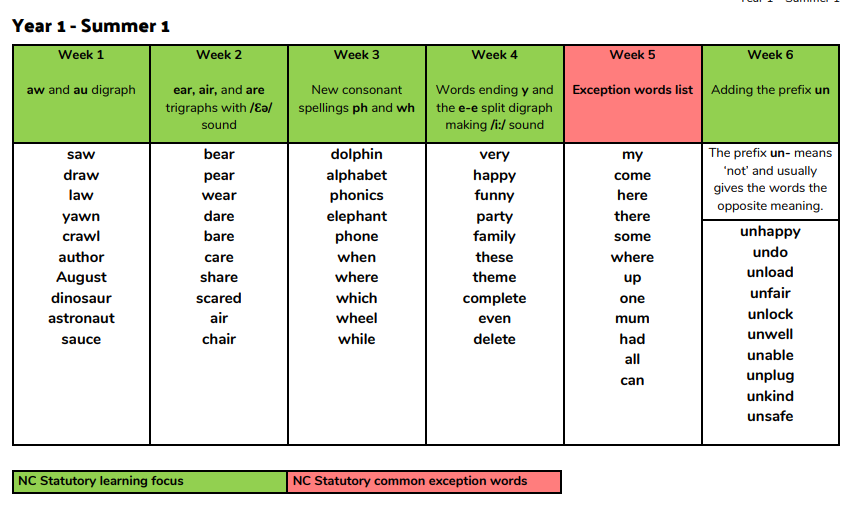 Year 1 - Summer 1
Week 1
aw and au digraph
saw
draw
law
yawn
crawl
author
August
dinosaur
astronaut
sauce
Week 2
ear, air, and are
trigraphs with /Ɛə/
sound
bear
pear
wear
dare
bare
care
share
scared
air
chair
Week 3
New consonant
spellings ph and wh
dolphin
alphabet
phonics
elephant
phone
when
where
which
wheel
while
Week 4
Words ending y and
the e-e split digraph
making /i:/ sound
very
happy
funny
party
family
these
theme
complete
even
delete
Week 5
Exception words list
my
come
here
there
some
where
up
one
mum
had
all
can
Week 6
Adding the prefix un
The prefix un- means
‘not’ and usually
gives the words the
opposite meaning.
unhappy
undo
unload
unfair
unlock
unwell
unable
unplug
unkind
unsafe
NC Statutory learning focus
NC Statutory common exception words